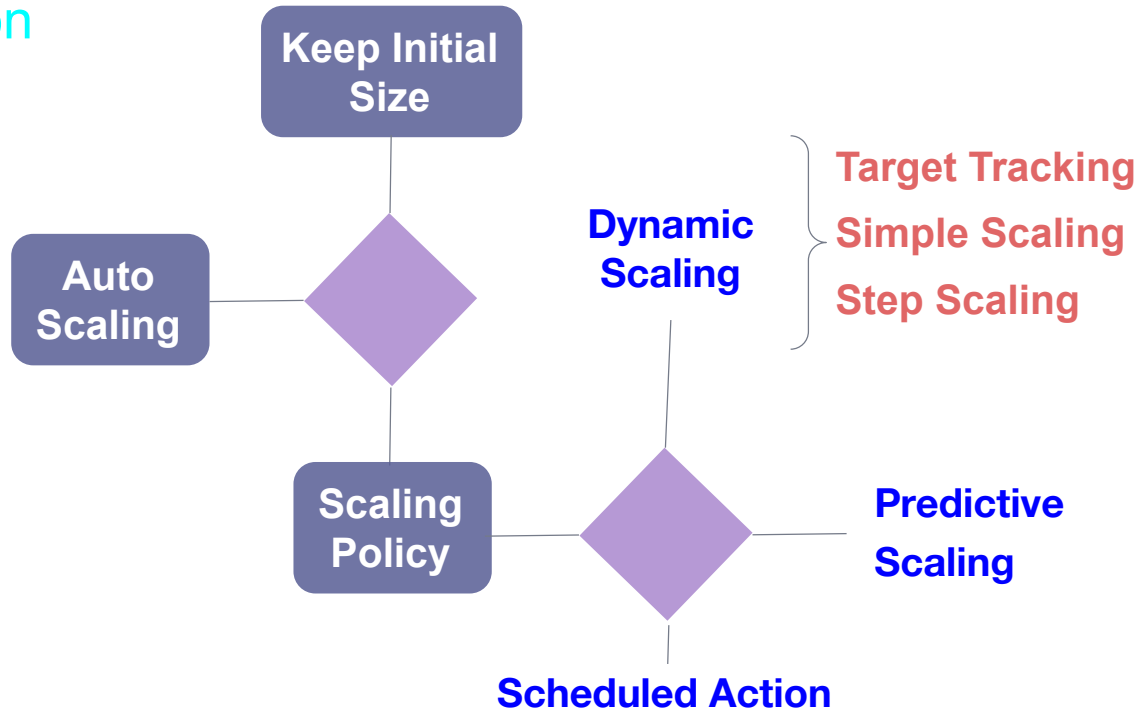 on
Keep Initial
Size
Auto
Scaling
Dynamic
Scaling
Target Tracking
Simple Scaling
Step Scaling
Scaling
Policy
Predictive
Scaling
Scheduled Action